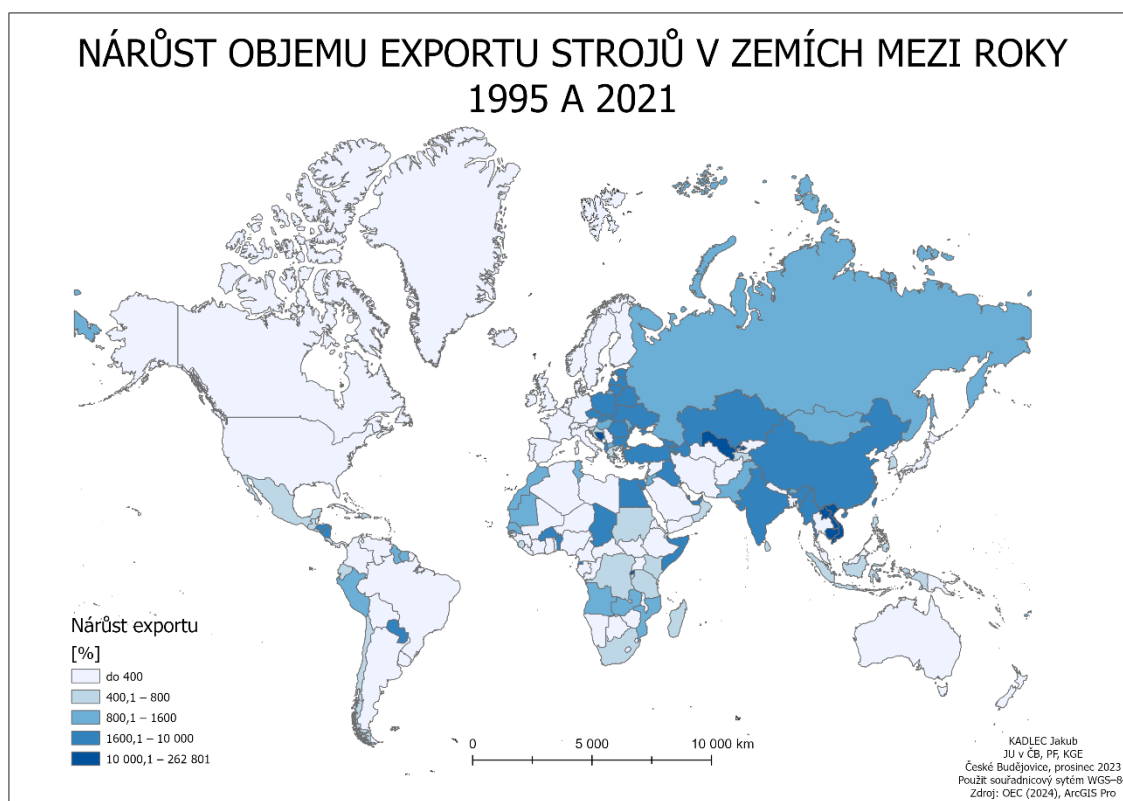 NÁRŮST OBJEMU EXPORTU STROJŮ V ZEMÍCH MEZI ROKY
1995 A 2021
Nárůst exportu
[%]
do 400
400,1 – 800
800,1 – 1600
1600,1 – 10 000
10 000,1 – 262 801
0 5 000 10 000 km
KADLEC Jakub
JU v ČB, PF, KGE
České Budějovice, prosinec 2023
Použit souřadnicový sytém WGS–84
Zdroj: OEC (2024), ArcGIS Pro